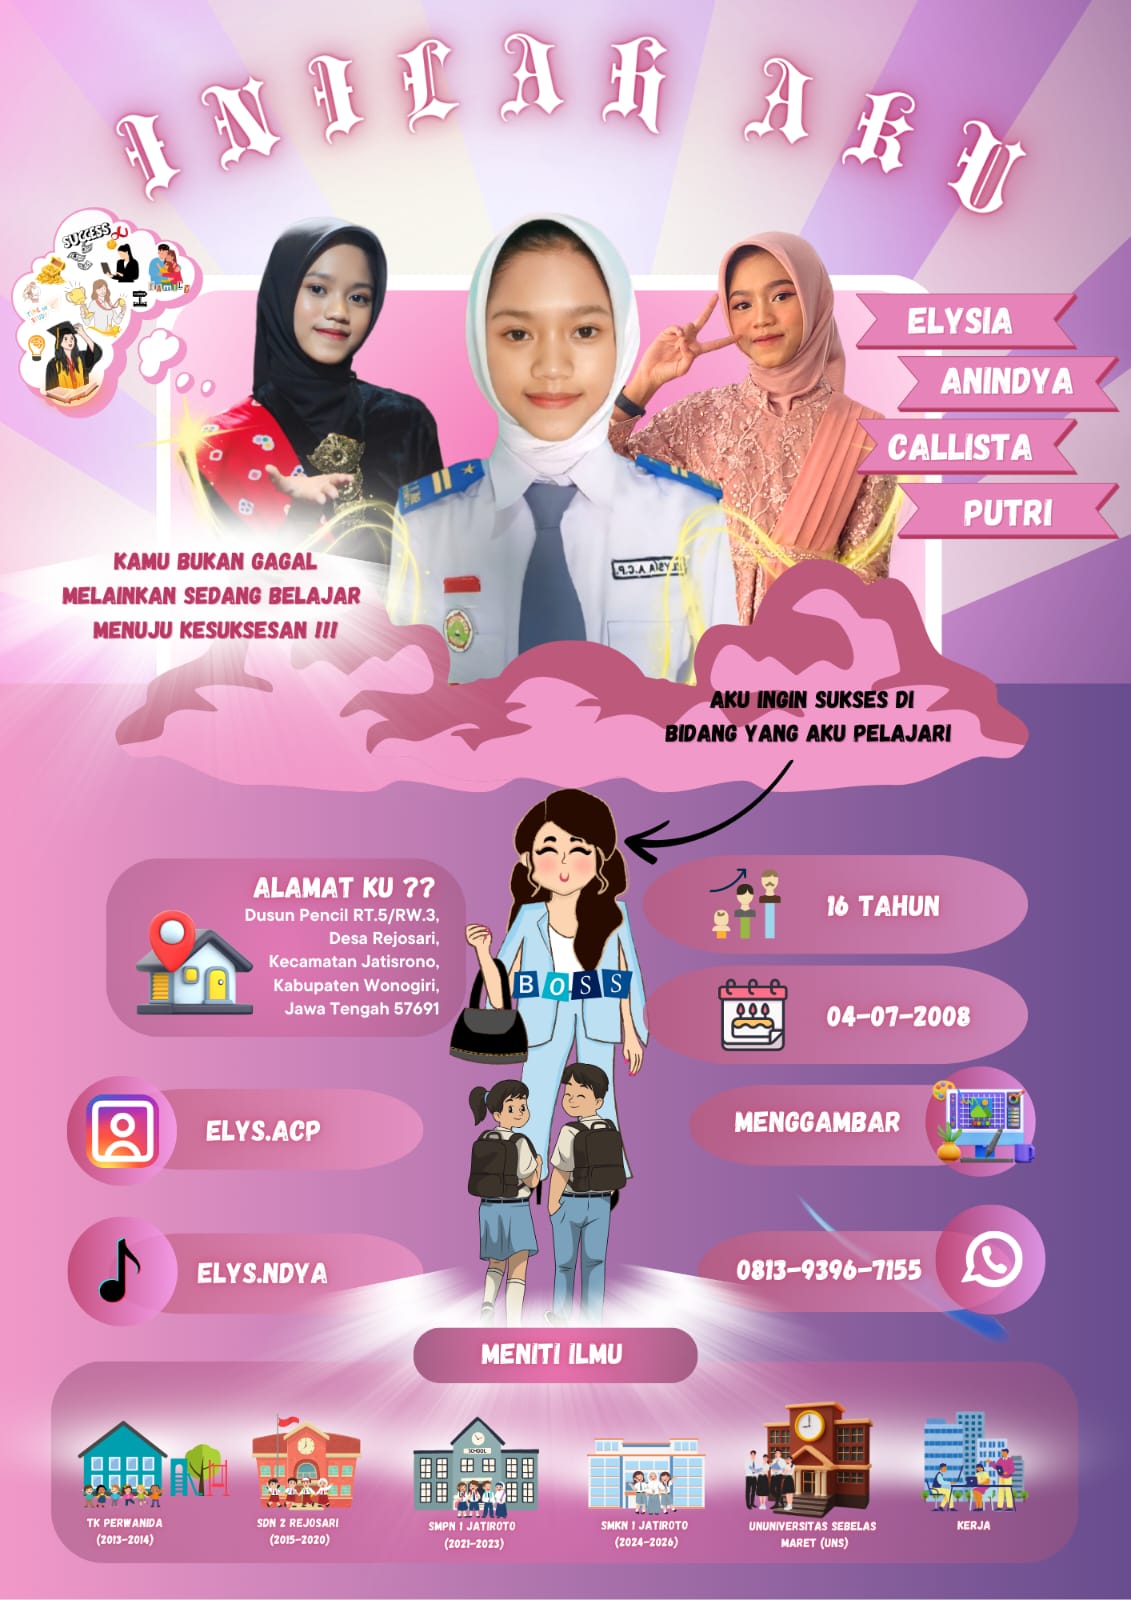 INILAH AKU
SUCCESS
FAMILY
ELYSIA
ANINDYA
CALLISTA
PUTRI
ELYSIA A.C.P.
KAMU BUKAN GAGAL
MELAINKAN SEDANG BELAJAR
MENUJU KESUKSESAN !!!
AKU INGIN SUKSES DI
BIDANG YANG AKU PELAJARI
ALAMAT KU ??
Dusun Pencil RT.5/RW.3,
Desa Rejosari,
Kecamatan Jatisrono,
Kabupaten Wonogiri,
Jawa Tengah 57691
BOSS
16 TAHUN
04-07-2008
ELYS.ACP
MENGGAMBAR
ELYS.NDYA
0813-9396-7155
MENITI ILMU
SCHOOL
TK PERWANIDA
(2013-2014)
SDN 2 REJOSARI
(2015-2020)
SMPN 1 JATIROTO
(2021-2023)
SMKN 1 JATIROTO
(2024-2026)
UNUNIVERSITAS SEBELAS
MARET (UNS)
KERJA